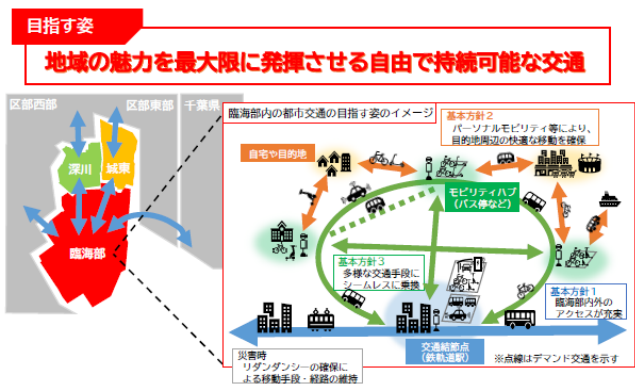 目指す姿
地域の魅力を最大限に発揮させる自由で持続可能な交通
区部西部
区部東部
千葉県
深川
城東
臨海部
臨海部内の都市交通の目指す姿のイメージ
基本方針2
パーソナルモビリティ等により、
目的地周辺の快適な移動を確保
自宅や目的地
モビリティハブ
(バス停など)
基本方針3
多様な交通手段に
シームレスに乗換
基本方針1
臨海部内外の
アクセスが充実
交通結節点
(鉄軌道駅)
災害時
リダンダンシーの確保に
よる移動手段・経路の維持
※点線はデマンド交通を示す